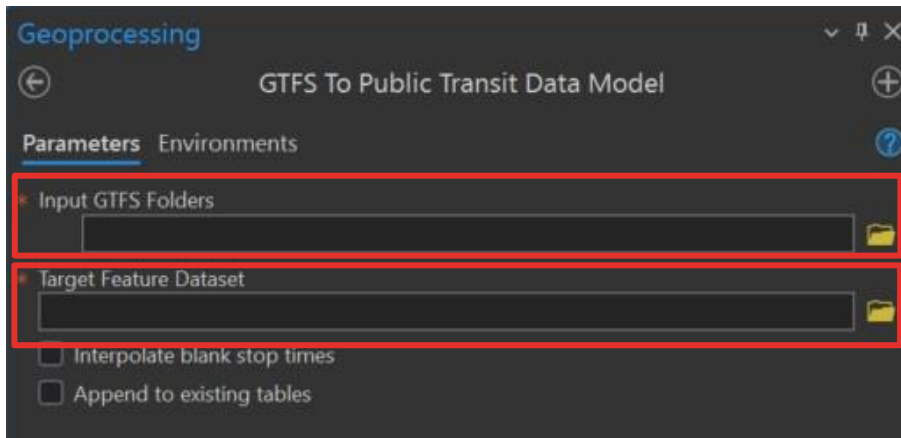 Geoprocessing
GTFS To Public Transit Data Model
Parameters Environments
* Input GTFS Folders
* Target Feature Dataset
Interpolate blank stop times
Append to existing tables